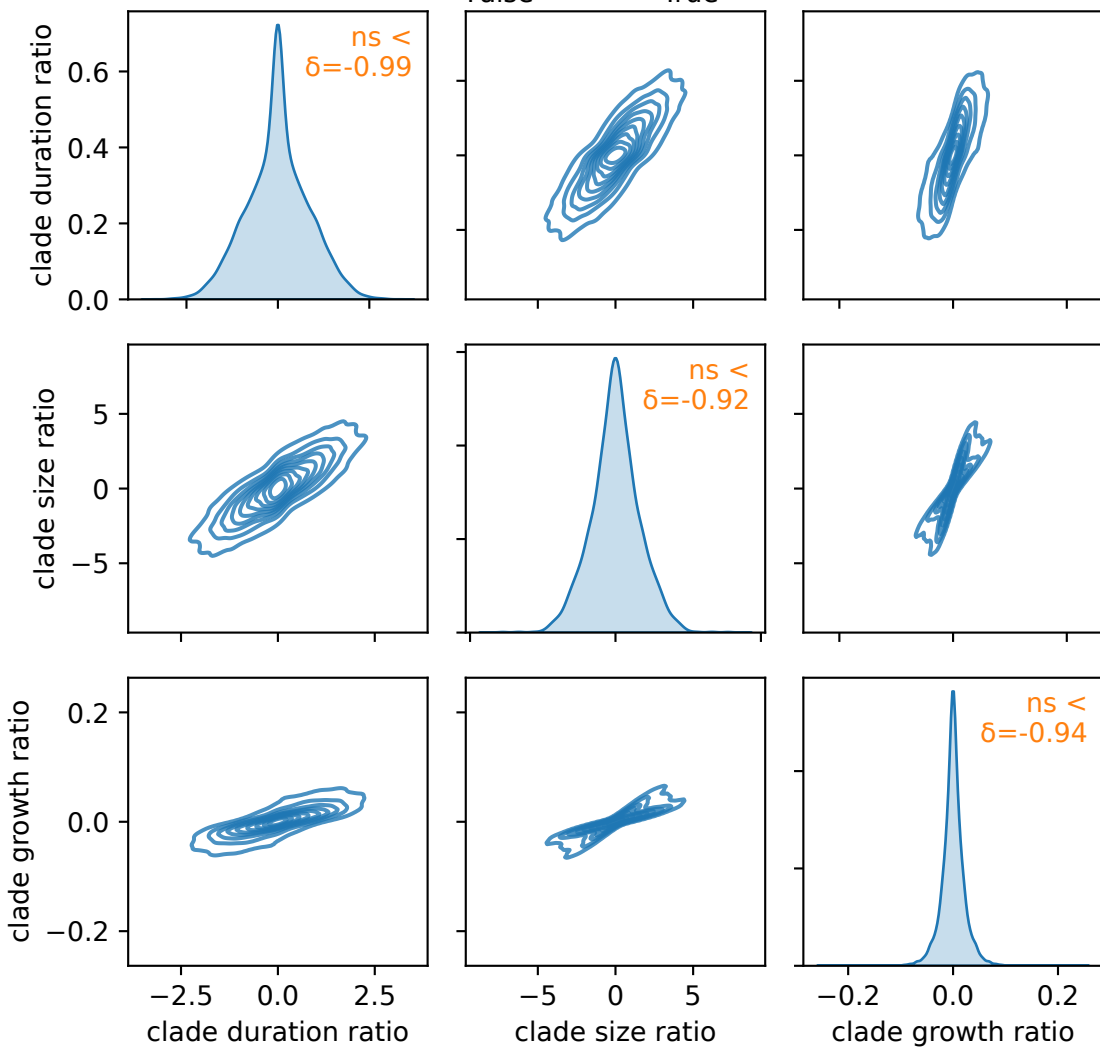 clade duration ratio
0.6
0.4
0.2
0.0
ns <
δ=-0.99
clade size ratio
5
0
−5
ns <
δ=-0.92
clade growth ratio
0.2
0.0
−0.2
ns <
δ=-0.94
−2.5 0.0 2.5
−5 0 5
−0.2 0.0 0.2
clade duration ratio
clade size ratio
clade growth ratio